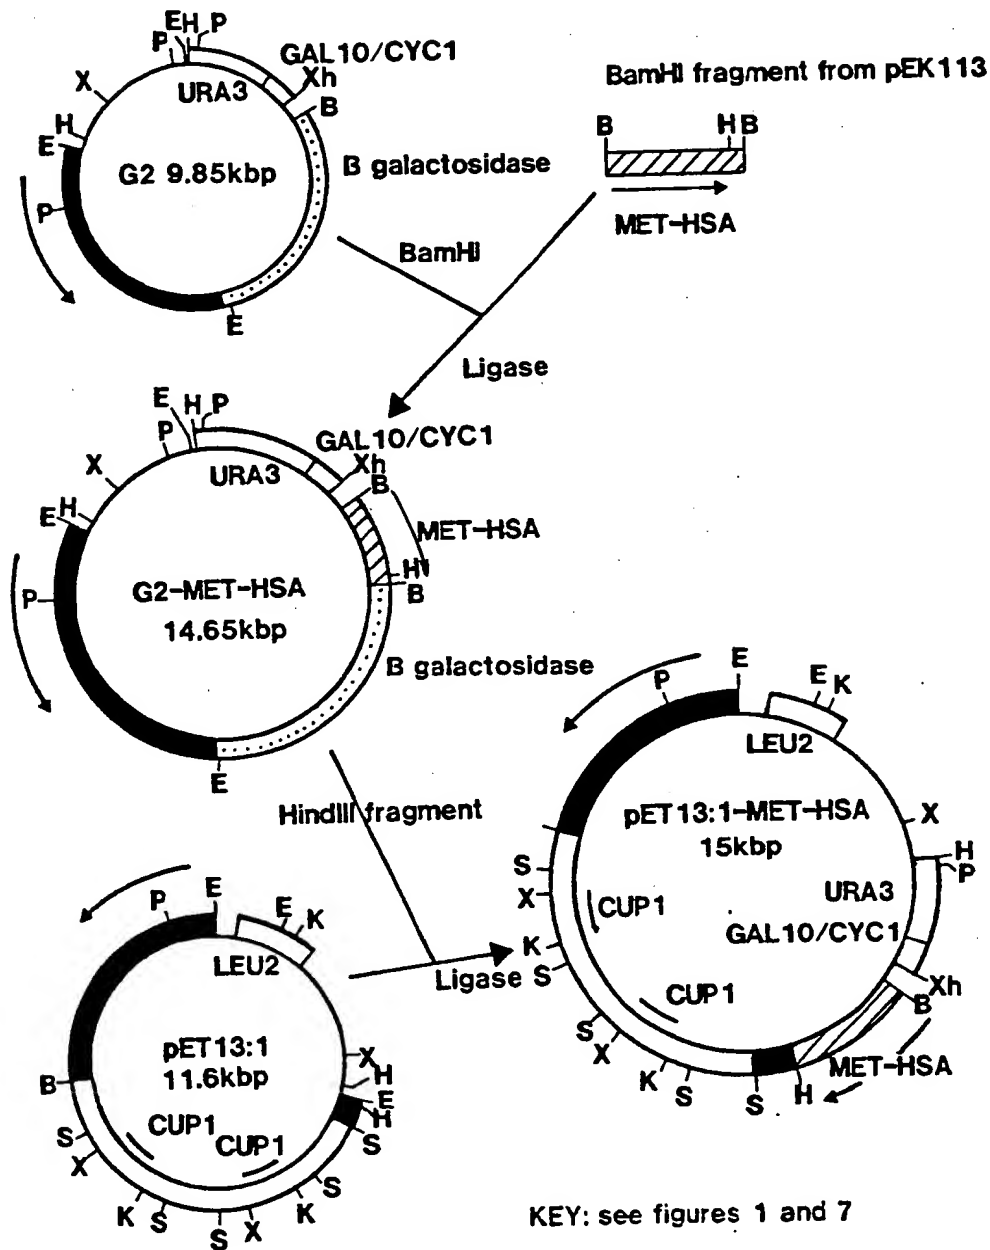 EH P
P
GAL10/CYC1
X
URA3
Xh
B
H
E
G2 9.85kbp
B galactosidase
P
E
BamHI fragment from pEK113
B
H B
MET-HSA
BamHI
Ligase
E H P
P
GAL10/CYC1
X
URA3
Xh
B
E H
MET-HSA
P
G2-MET-HSA
14.65kbp
H
B
B galactosidase
E
HindIII fragment
Ligase
P
E
E K
LEU2
pET13:1
11.6kbp
X
H
E
H
B
S
CUP1
CUP1
S
X
K
S
S
X
K
S
P
E
E K
LEU2
pET13:1-MET-HSA
15kbp
X
H
P
URA3
GAL10/CYC1
Xh
B
MET-HSA
S
X
CUP1
K
S
CUP1
S
X
K
S
S
H
KEY: see figures 1 and 7